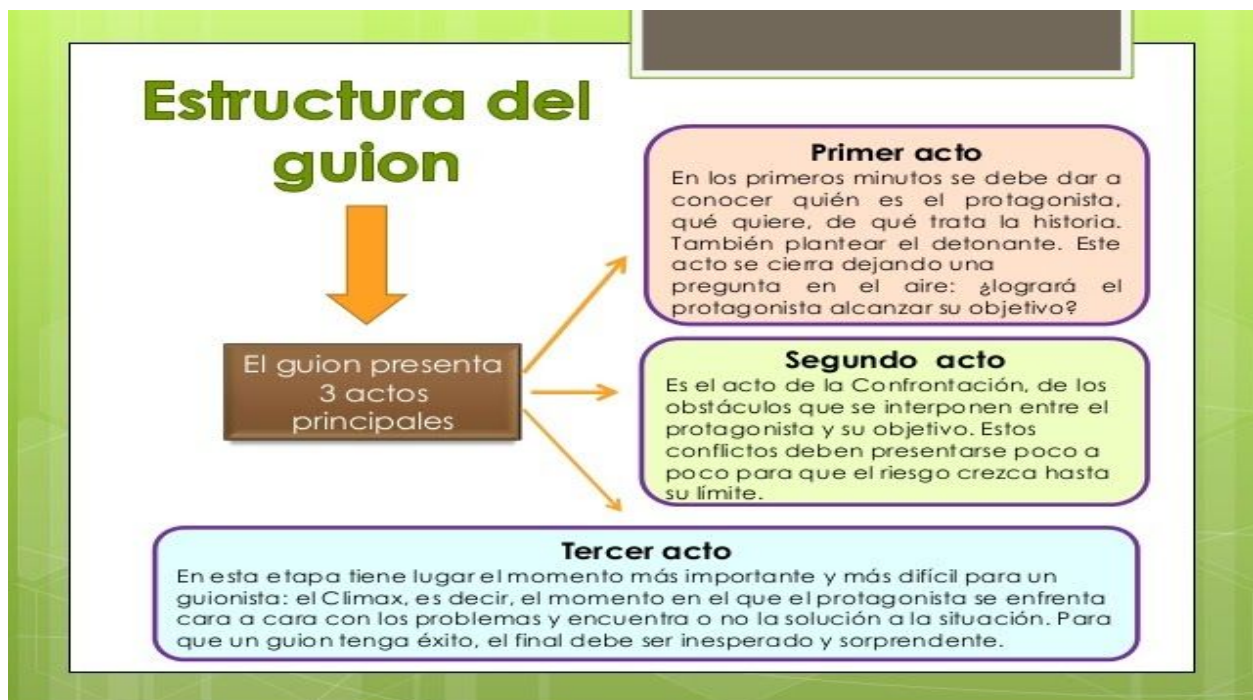 Estructura del
guion
El guion presenta
3 actos
principales
Primer acto
En los primeros minutos se debe dar a
conocer quién es el protagonista,
qué quiere, de qué trata la historia.
También plantear el detonante. Este
acto se cierra dejando una
pregunta en el aire: ¿logrará el
protagonista alcanzar su objetivo?
Segundo acto
Es el acto de la Confrontación, de los
obstáculos que se interponen entre el
protagonista y su objetivo. Estos
conflictos deben presentarse poco a
poco para que el riesgo crezca hasta
su límite.
Tercer acto
En esta etapa tiene lugar el momento más importante y más difícil para un
guionista: el Climax, es decir, el momento en el que el protagonista se enfrenta
cara a cara con los problemas y encuentra o no la solución a la situación. Para
que un guion tenga éxito, el final debe ser inesperado y sorprendente.